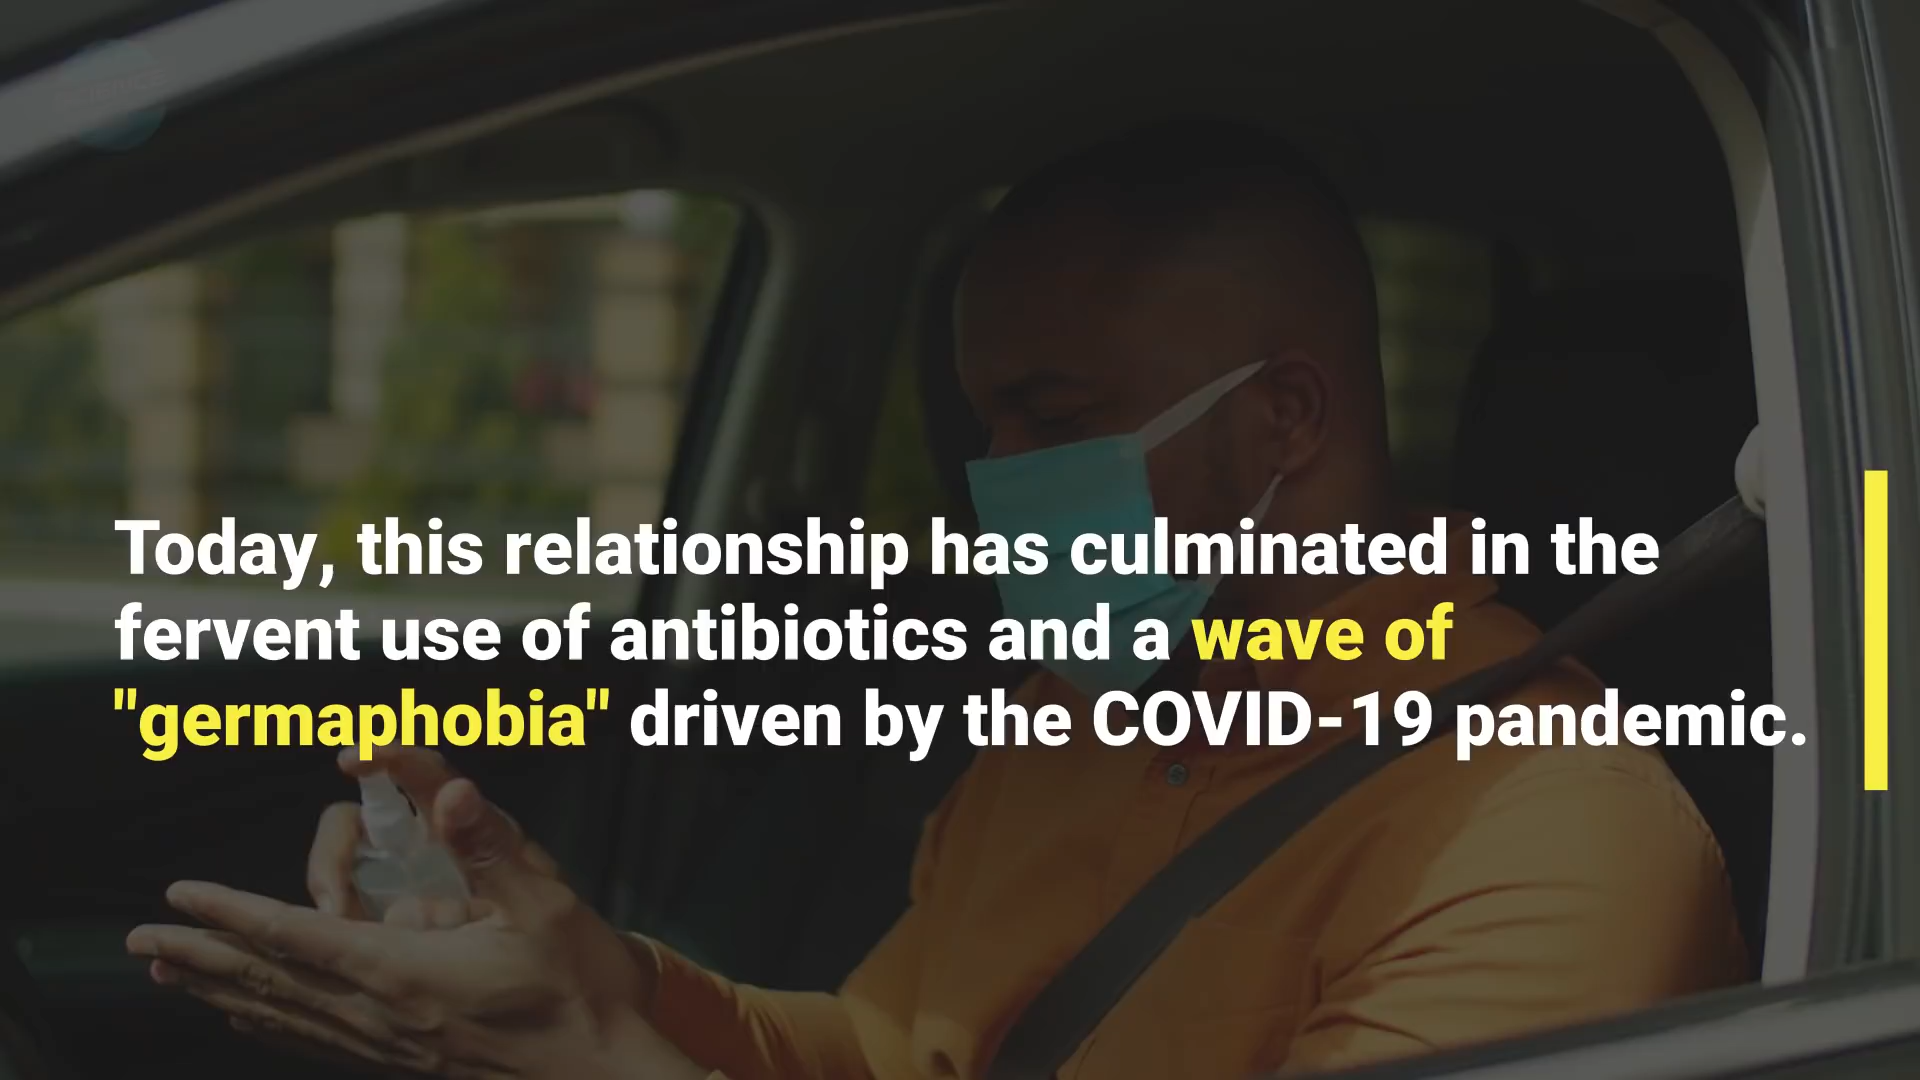 Today, this relationship has culminated in the
fervent use of antibiotics and a wave of
"germaphobia" driven by the COVID-19 pandemic.